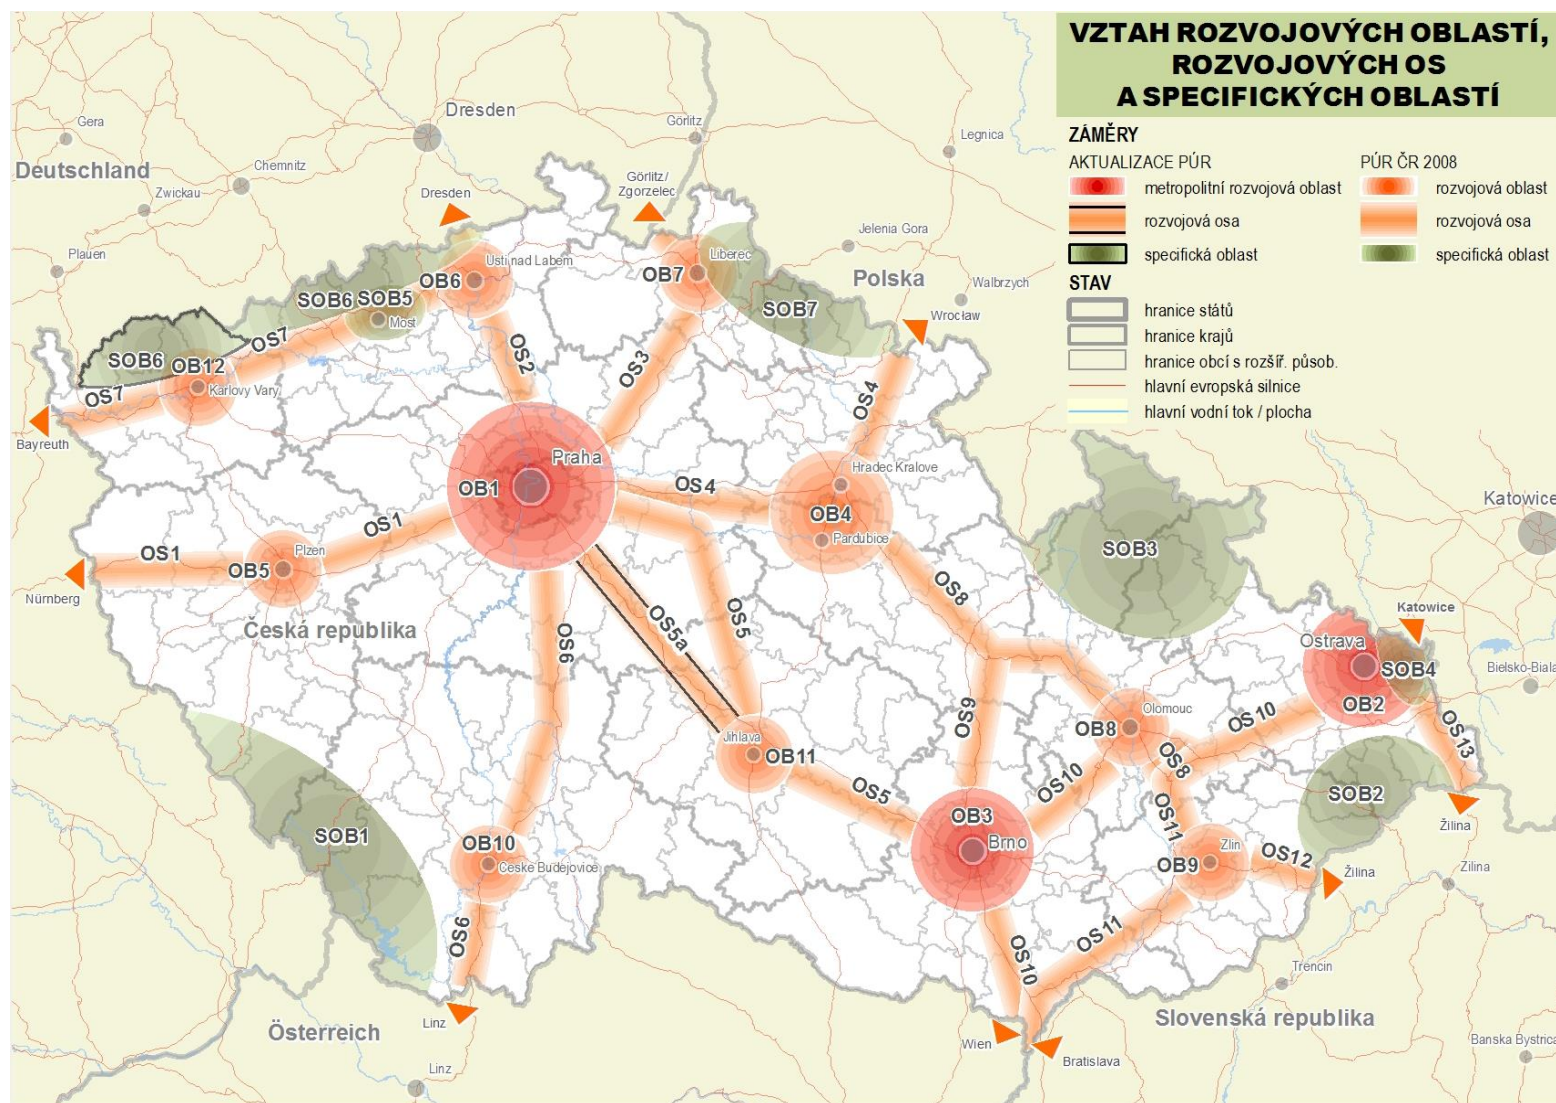 VZTAH ROZVOJOVÝCH OBLASTÍ,
ROZVOJOVÝCH OS
A SPECIFICKÝCH OBLASTÍ
ZÁMĚRY
AKTUALIZACE PÚR
PÚR ČR 2008
metropolitní rozvojová oblast
rozvojová oblast
rozvojová osa
rozvojová osa
specifická oblast
specifická oblast
STAV
hranice států
hranice krajů
hranice obcí s rozšíř. působ.
hlavní evropská silnice
hlavní vodní tok / plocha
Dresden
Gera
Görlitz
Legnica
Deutschland
Chemnitz
Zwickau
Dresden
Görlitz/
Zgorzelec
Jelenia Gora
Plauen
Liberec
Ústí nad Labem
OB6
OB7
Polska
Walbrzych
SOB6
SOB5
SOB7
Wrocław
Most
OS7
SOB6
OB12
OS2
OS3
Karlovy Vary
OS7
OS4
Bayreuth
Praha
OB1
Hradec Kralove
OS4
OB4
Katowice
OS1
Pardubice
SOB3
OS1
Plzen
OB5
Nürnberg
OS8
Katowice
OS5a
OS5
Česká republika
OS6
Ostrava
SOB4
Bielsko-Biala
OB2
OS9
Olomouc
OB8
OS10
OS13
Jihlava
OB11
OS8
OS10
OS5
SOB2
OB3
OS11
Žilina
SOB1
OB10
Brno
Zlin
OB9
OS12
Ceske Budejovice
Žilina
Zilina
OS6
OS11
OS10
Trencin
Linz
Österreich
Slovenská republika
Wien
Bratislava
Banska Bystrica
Linz